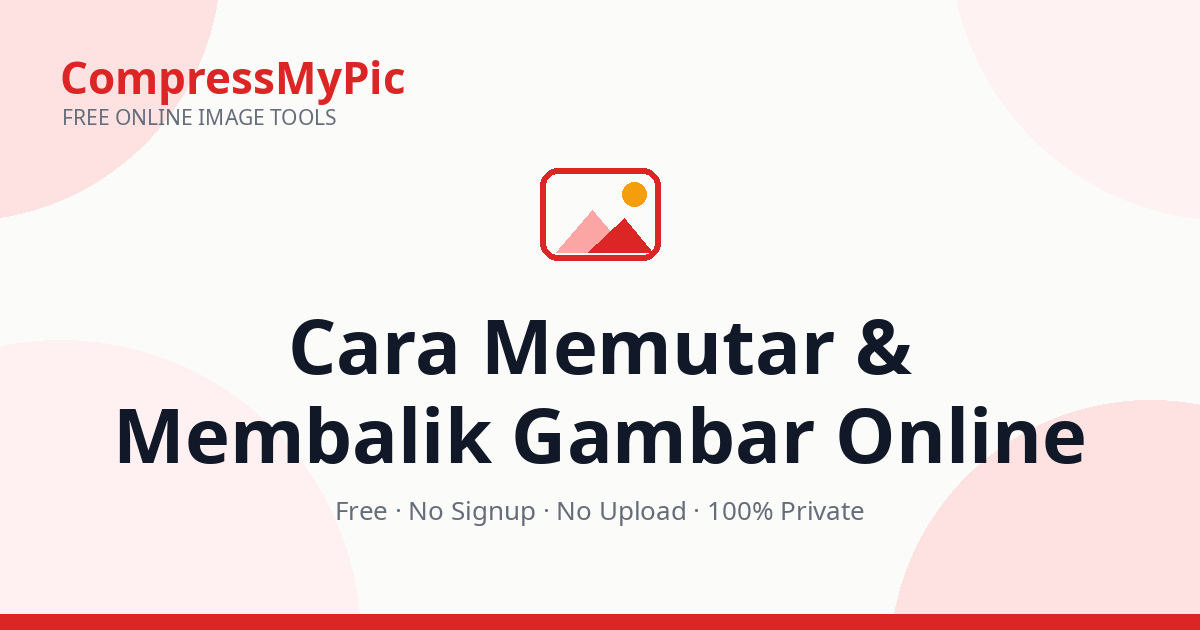 CompressMyPic
FREE ONLINE IMAGE TOOLS
Cara Memutar &
Membalik Gambar Online
Free · No Signup · No Upload · 100% Private